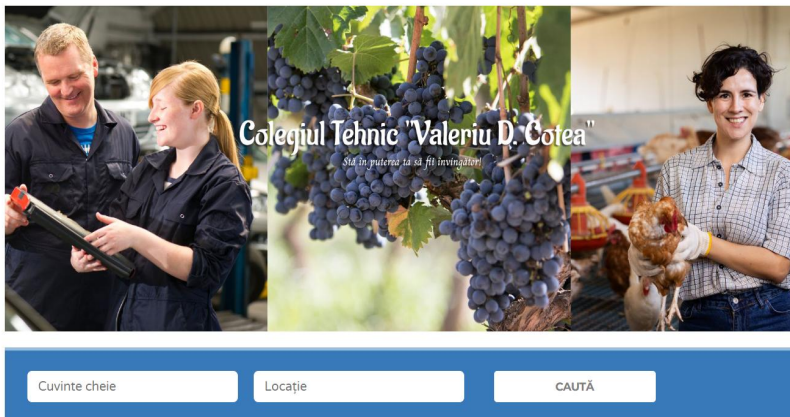 Colegiul Tehnic "Valeriu D. Cotea"
Stă în puterea ta să fii învingător!
Cuvinte cheie
Locație
CAUTĂ